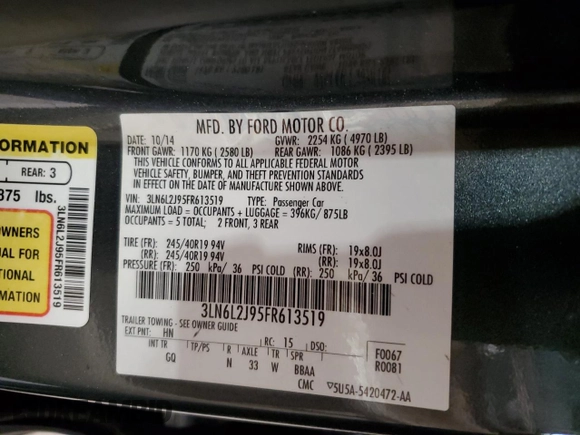 MFD. BY FORD MOTOR CO.
DATE: 10/14 GVWR: 2254 KG ( 4970 LB)
FRONT GAWR: 1170 KG ( 2580 LB) REAR GAWR: 1086 KG ( 2395 LB)
THIS VEHICLE CONFORMS TO ALL APPLICABLE FEDERAL MOTOR
VEHICLE SAFETY, BUMPER, AND THEFT PREVENTION STANDARDS IN
EFFECT ON THE DATE OF MANUFACTURE SHOWN ABOVE.
VIN: 3LN6L2J95FR613519 TYPE: Passenger Car
MAXIMUM LOAD = OCCUPANTS + LUGGAGE = 396KG/ 875LB
OCCUPANTS = 5 TOTAL: 2 FRONT, 3 REAR
TIRE (FR): 245/40R19 94V RIMS (FR): 19x8.0J
(RR): 245/40R19 94V (RR): 19x8.0J
PRESSURE (FR) 250 kPa/ 36 PSI COLD (RR) 250 kPa/ 36 PSI COLD
3LN6L2J95FR613519
TRAILER TOWING - SEE OWNER GUIDE
EXT PNT: HN RC: 15 DSO:
INT TR TP/PS R AXLE TR SPR
GQ N 33 W BBAA
CMC
F0067
R0081
5U5A-5420472-AA
ORMATION
REAR: 3
875 lbs.
OWNERS
UAL FOR
TIONAL
MATION
3LN6L2J95FR613519